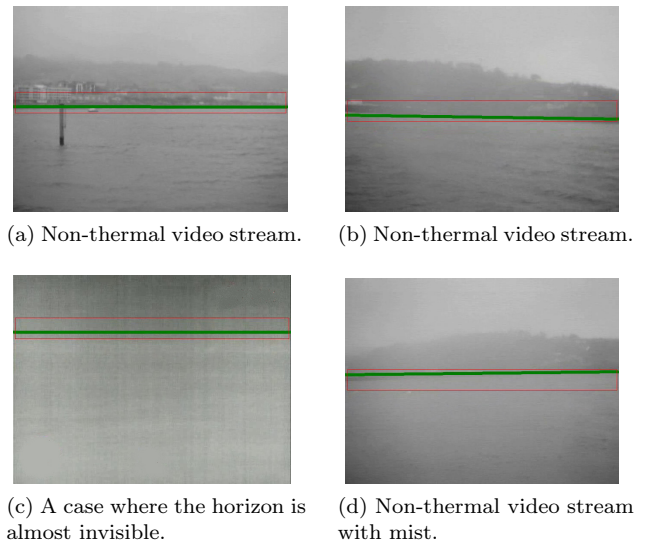 (a) Non-thermal video stream.
(b) Non-thermal video stream.
(c) A case where the horizon is
almost invisible.
(d) Non-thermal video stream
with mist.